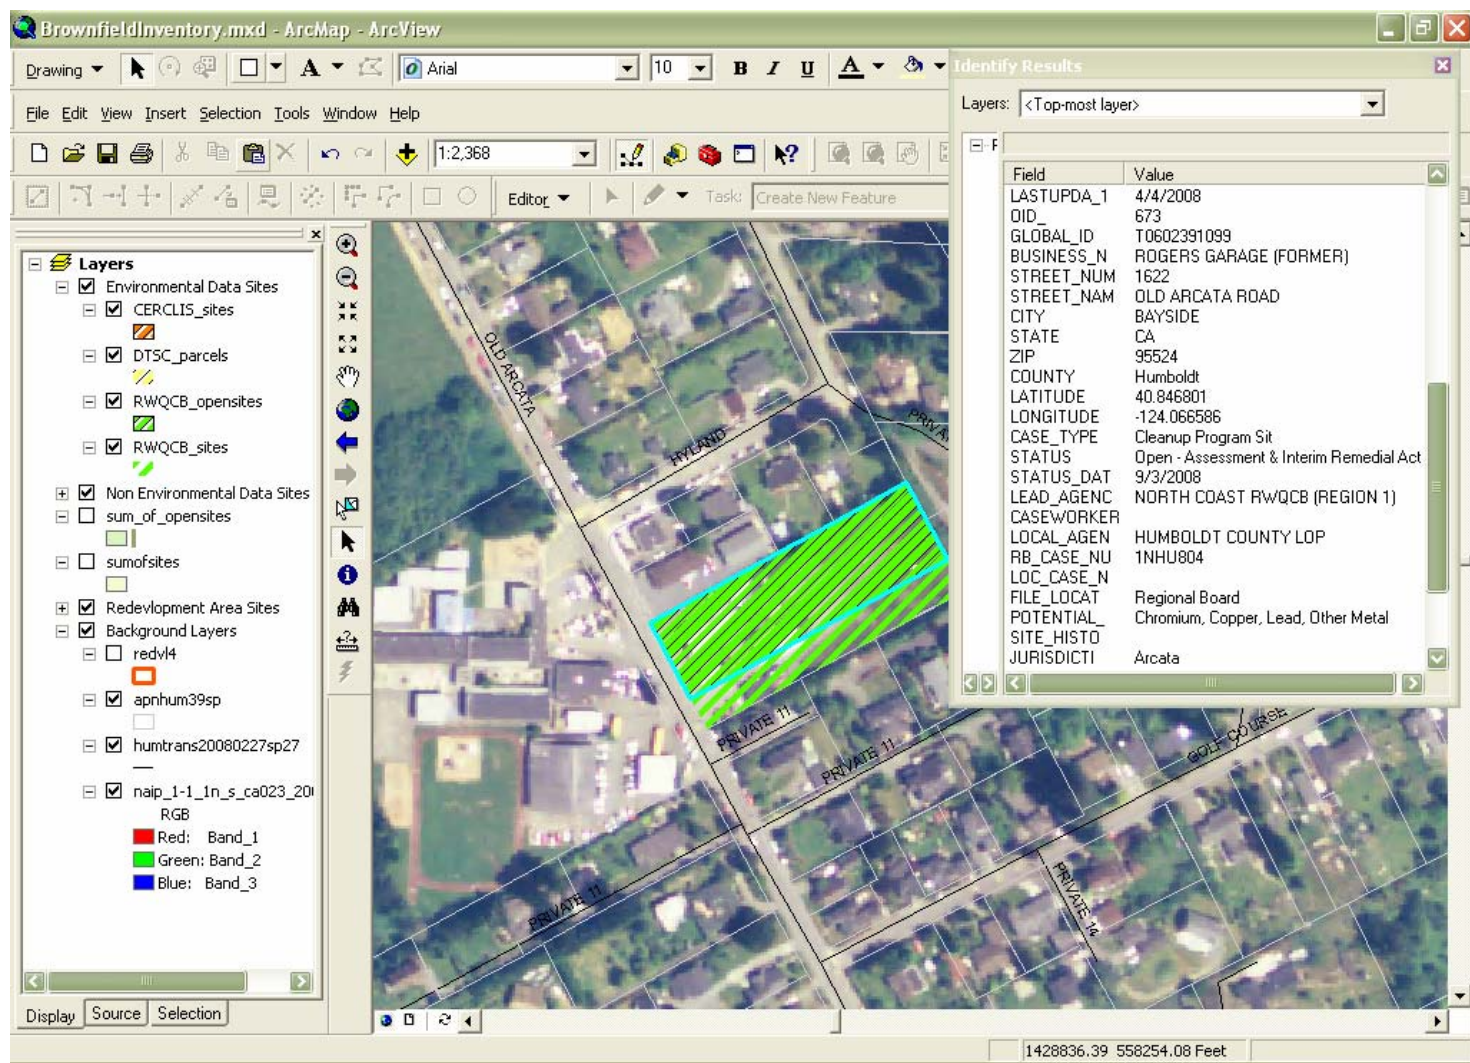 BrownfieldInventory.mxd - ArcMap - ArcView
Drawing A Arial 10 B I U A
File Edit View Insert Selection Tools Window Help
1:2,368
Editor Task: Create New Feature
Layers
Environmental Data Sites
CERCLIS_sites
DTSC_parcels
RWQCB_opensites
RWQCB_sites
Non Environmental Data Sites
sum_of_opensites
sumofsites
Redevlopment Area Sites
Background Layers
redvl4
apnhum39sp
humtrans20080227sp27
naip_1-1_1n_s_ca023_20
RGB
Red: Band_1
Green: Band_2
Blue: Band_3
Display Source Selection
OLD ARCATA
HYLAND
PRIVA
PRIVATE 11
PRIVATE 11
GOLF COURSE
PRIVATE 11
PRIVATE 14
Identify Results
Layers: <Top-most layer>
Field Value
LASTUPDA_1 4/4/2008
OID_ 673
GLOBAL_ID T0602391099
BUSINESS_N ROGERS GARAGE (FORMER)
STREET_NUM 1622
STREET_NAM OLD ARCATA ROAD
CITY BAYSIDE
STATE CA
ZIP 95524
COUNTY Humboldt
LATITUDE 40.846801
LONGITUDE -124.066586
CASE_TYPE Cleanup Program Sit
STATUS Open - Assessment & Interim Remedial Act
STATUS_DAT 9/3/2008
LEAD_AGENC NORTH COAST RWQCB (REGION 1)
CASEWORKER
LOCAL_AGEN HUMBOLDT COUNTY LOP
RB_CASE_NU 1NHU804
LOC_CASE_N
FILE_LOCAT Regional Board
POTENTIAL_ Chromium, Copper, Lead, Other Metal
SITE_HISTO
JURISDICTI Arcata
1428836.39 558254.08 Feet